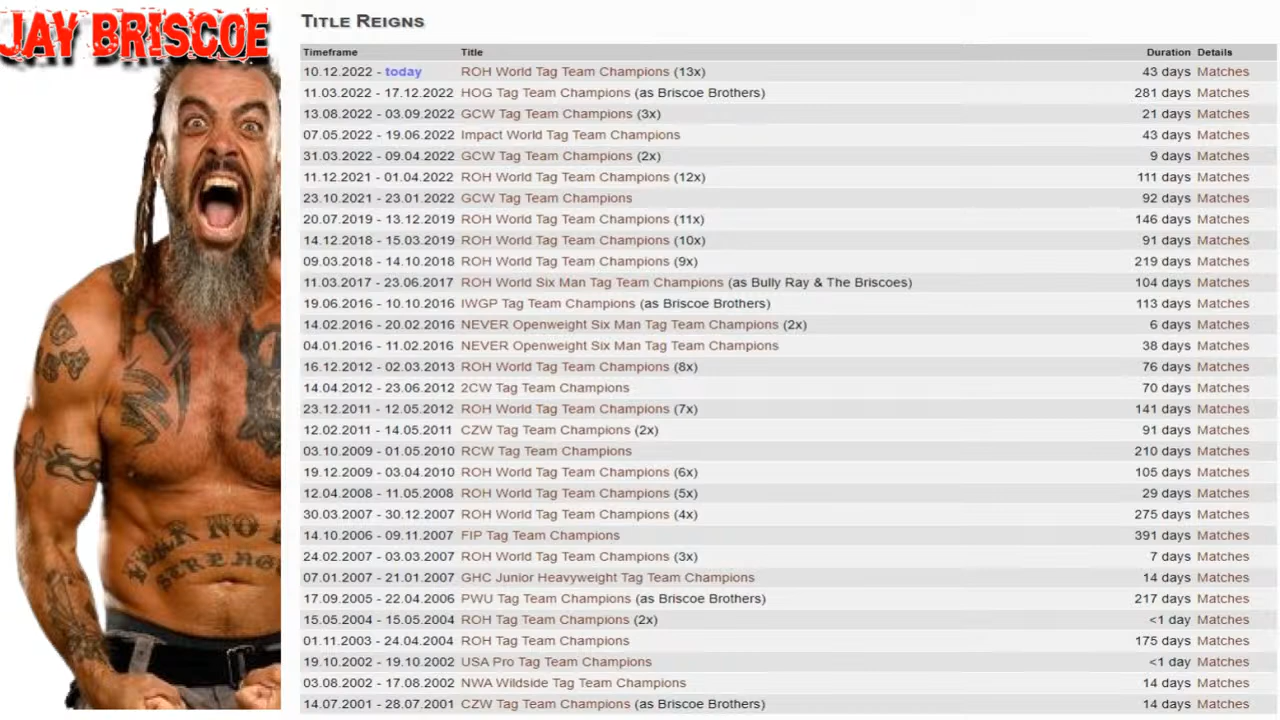 JAY BRISCOE
TITLE REIGNS
Timeframe Title Duration Details
10.12.2022 - today ROH World Tag Team Champions (13x) 43 days Matches
11.03.2022 - 17.12.2022 HOG Tag Team Champions (as Briscoe Brothers) 281 days Matches
13.08.2022 - 03.09.2022 GCW Tag Team Champions (3x) 21 days Matches
07.05.2022 - 19.06.2022 Impact World Tag Team Champions 43 days Matches
31.03.2022 - 09.04.2022 GCW Tag Team Champions (2x) 9 days Matches
11.12.2021 - 01.04.2022 ROH World Tag Team Champions (12x) 111 days Matches
23.10.2021 - 23.01.2022 GCW Tag Team Champions 92 days Matches
20.07.2019 - 13.12.2019 ROH World Tag Team Champions (11x) 146 days Matches
14.12.2018 - 15.03.2019 ROH World Tag Team Champions (10x) 91 days Matches
09.03.2018 - 14.10.2018 ROH World Tag Team Champions (9x) 219 days Matches
11.03.2017 - 23.06.2017 ROH World Six Man Tag Team Champions (as Bully Ray & The Briscoes) 104 days Matches
19.06.2016 - 10.10.2016 IWGP Tag Team Champions (as Briscoe Brothers) 113 days Matches
14.02.2016 - 20.02.2016 NEVER Openweight Six Man Tag Team Champions (2x) 6 days Matches
04.01.2016 - 11.02.2016 NEVER Openweight Six Man Tag Team Champions 38 days Matches
16.12.2012 - 02.03.2013 ROH World Tag Team Champions (8x) 76 days Matches
14.04.2012 - 23.06.2012 2CW Tag Team Champions 70 days Matches
23.12.2011 - 12.05.2012 ROH World Tag Team Champions (7x) 141 days Matches
12.02.2011 - 14.05.2011 CZW Tag Team Champions (2x) 91 days Matches
03.10.2009 - 01.05.2010 RCW Tag Team Champions 210 days Matches
19.12.2009 - 03.04.2010 ROH World Tag Team Champions (6x) 105 days Matches
12.04.2008 - 11.05.2008 ROH World Tag Team Champions (5x) 29 days Matches
30.03.2007 - 30.12.2007 ROH World Tag Team Champions (4x) 275 days Matches
14.10.2006 - 09.11.2007 FIP Tag Team Champions 391 days Matches
24.02.2007 - 03.03.2007 ROH World Tag Team Champions (3x) 7 days Matches
07.01.2007 - 21.01.2007 GHC Junior Heavyweight Tag Team Champions 14 days Matches
17.09.2005 - 22.04.2006 PWU Tag Team Champions (as Briscoe Brothers) 217 days Matches
15.05.2004 - 15.05.2004 ROH Tag Team Champions (2x) <1 day Matches
01.11.2003 - 24.04.2004 ROH Tag Team Champions 175 days Matches
19.10.2002 - 19.10.2002 USA Pro Tag Team Champions <1 day Matches
03.08.2002 - 17.08.2002 NWA Wildside Tag Team Champions 14 days Matches
14.07.2001 - 28.07.2001 CZW Tag Team Champions (as Briscoe Brothers) 14 days Matches
FEAR NO
STRENG